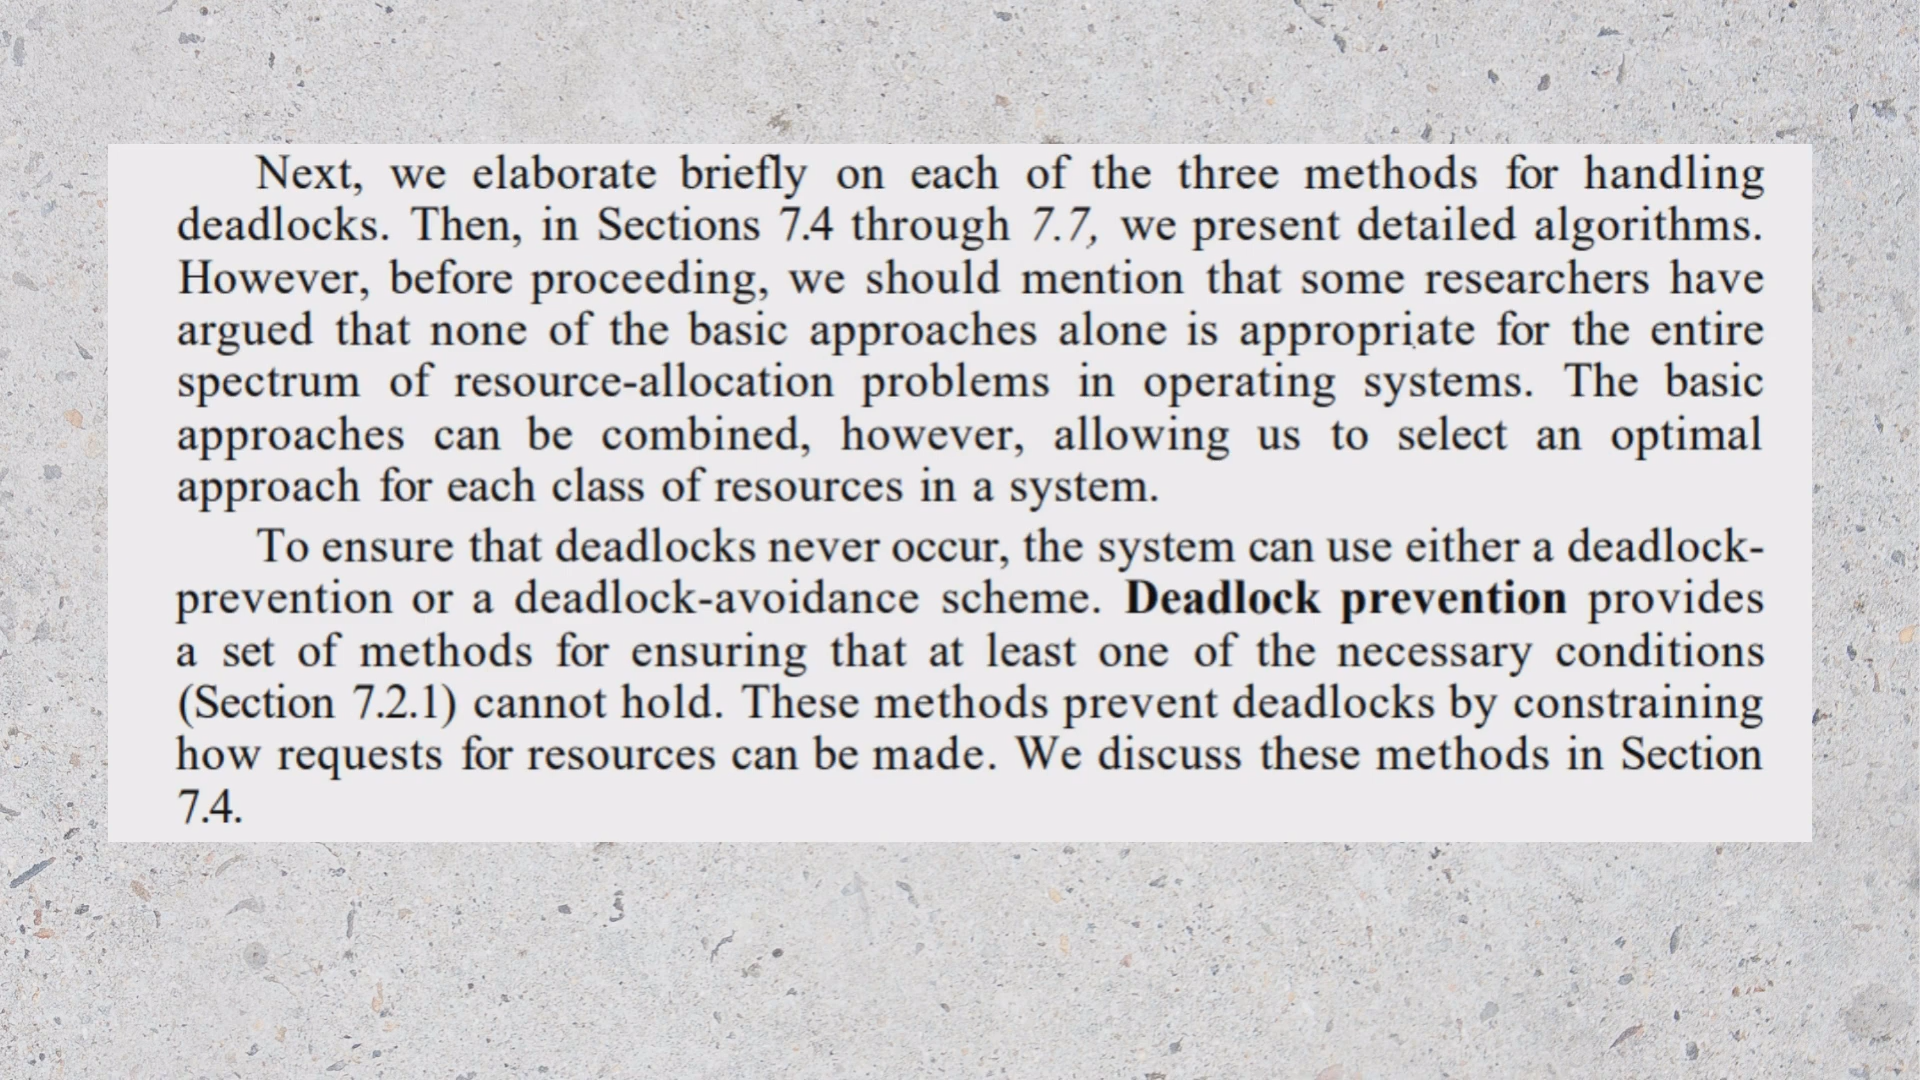 Next, we elaborate briefly on each of the three methods for handling
deadlocks. Then, in Sections 7.4 through 7.7, we present detailed algorithms.
However, before proceeding, we should mention that some researchers have
argued that none of the basic approaches alone is appropriate for the entire
spectrum of resource-allocation problems in operating systems. The basic
approaches can be combined, however, allowing us to select an optimal
approach for each class of resources in a system.
To ensure that deadlocks never occur, the system can use either a deadlock-
prevention or a deadlock-avoidance scheme. Deadlock prevention provides
a set of methods for ensuring that at least one of the necessary conditions
(Section 7.2.1) cannot hold. These methods prevent deadlocks by constraining
how requests for resources can be made. We discuss these methods in Section
7.4.